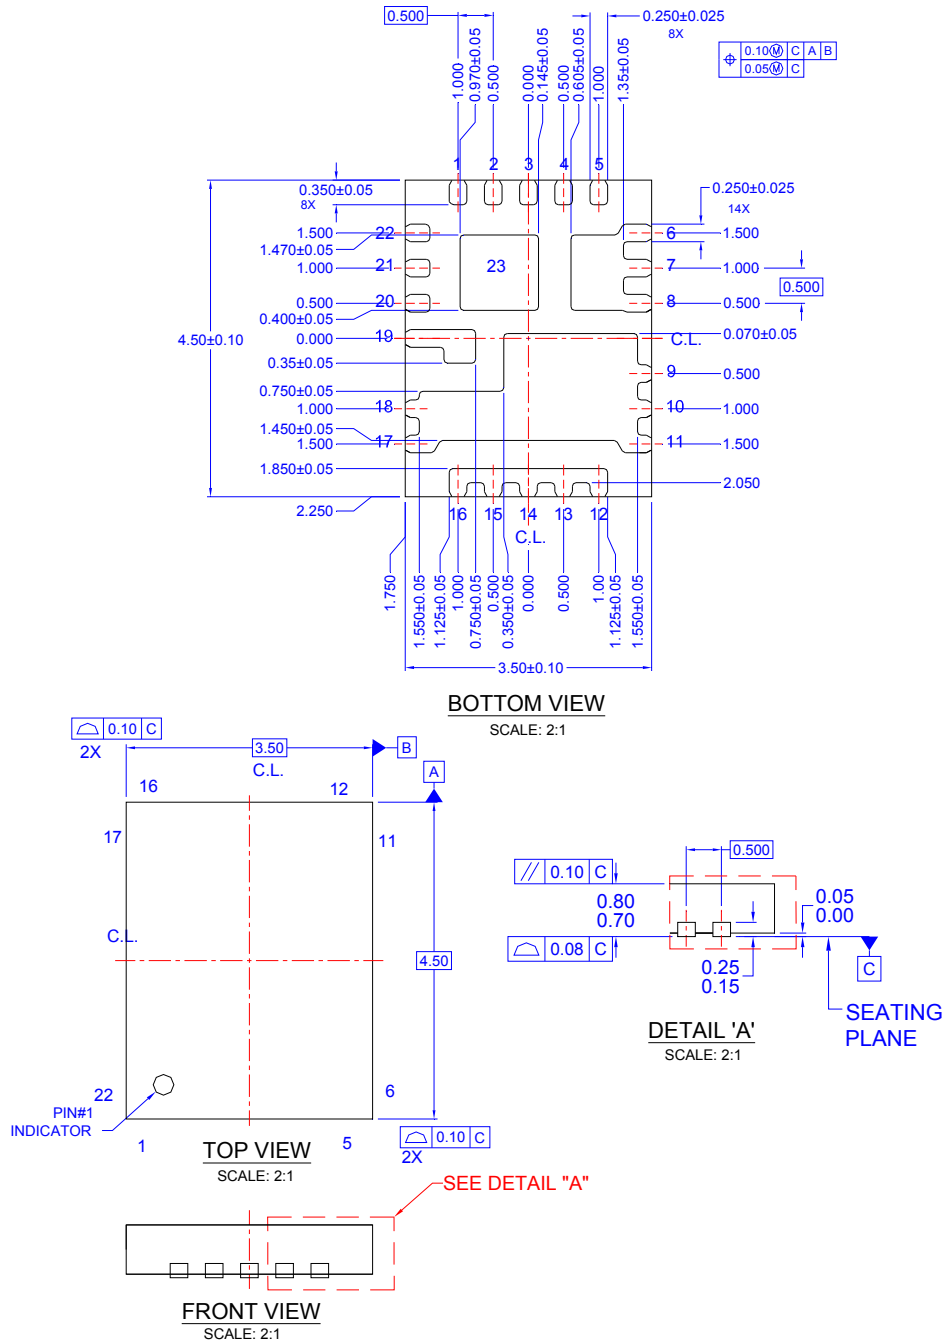 0.500
0.250±0.025
8X
0.10Ⓜ C A B
0.05Ⓜ C
1.000
0.970±0.05
0.500
0.000
0.145±0.05
0.500
0.605±0.05
1.000
1.35±0.05
1 2 3 4 5
0.350±0.05
8X
0.250±0.025
14X
1.500 22
6 1.500
1.470±0.05
1.000 21
23
7 1.000
0.500
0.500 20
8 0.500
0.400±0.05
4.50±0.10
0.000 19
C.L.
0.070±0.05
0.35±0.05
9 0.500
0.750±0.05
1.000 18
10 1.000
1.450±0.05
1.500 17
11 1.500
1.850±0.05
2.050
2.250
16 15 14 13 12
C.L.
1.750
1.550±0.05
1.125±0.05
1.000
0.750±0.05
0.500
0.350±0.05
0.000
0.500
1.00
1.125±0.05
1.550±0.05
3.50±0.10
BOTTOM VIEW
SCALE: 2:1
0.10 C
2X
3.50
B
C.L.
A
16 12
17 11
C.L.
4.50
22 6
PIN#1
INDICATOR
1 5
0.10 C
2X
TOP VIEW
SCALE: 2:1
0.500
// 0.10 C
0.80
0.70
0.05
0.00
0.08 C
0.25
0.15
C
SEATING
PLANE
DETAIL 'A'
SCALE: 2:1
SEE DETAIL "A"
FRONT VIEW
SCALE: 2:1